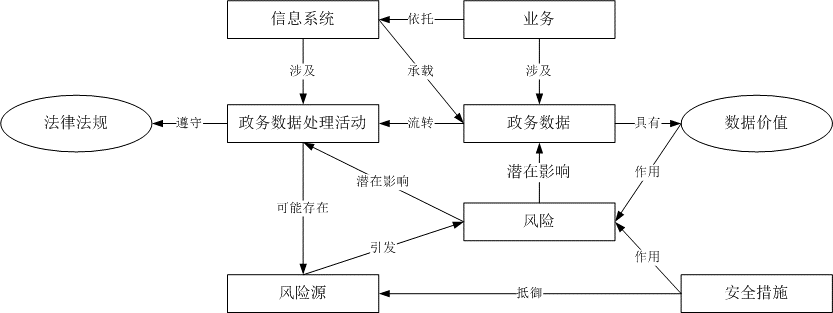 信息系统
依托
业务
涉及
承载
涉及
法律法规
遵守
政务数据处理活动
流转
政务数据
具有
数据价值
潜在影响
潜在影响
作用
可能存在
风险
引发
作用
风险源
抵御
安全措施